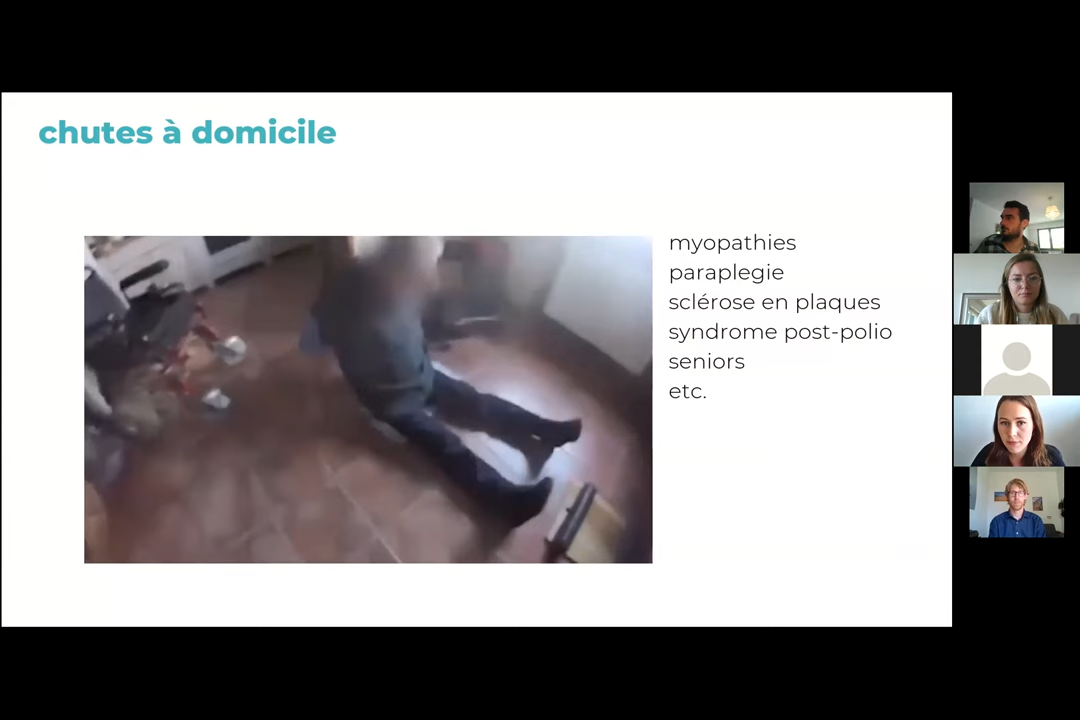 chutes à domicile
myopathies
paraplegie
sclérose en plaques
syndrome post-polio
seniors
etc.